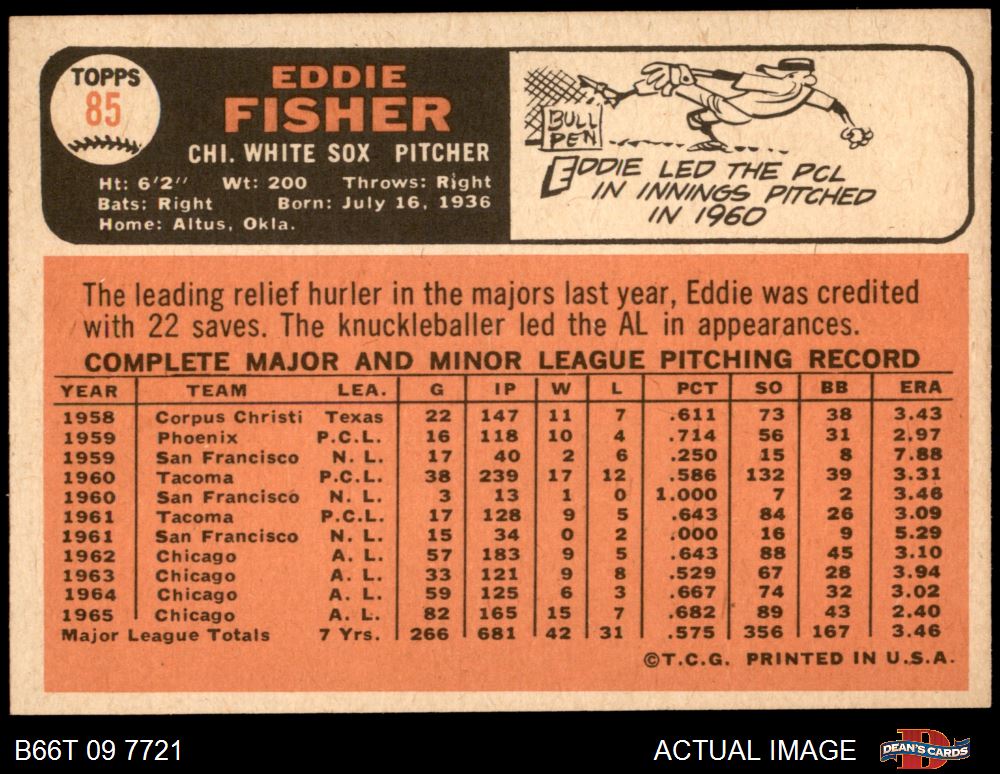 TOPPS
85
EDDIE
FISHER
CHI. WHITE SOX PITCHER
Ht: 6'2" Wt: 200 Throws: Right
Bats: Right Born: July 16, 1936
Home: Altus, Okla.
BULL
PEN
EDDIE LED THE PCL
IN INNINGS PITCHED
IN 1960
The leading relief hurler in the majors last year, Eddie was credited
with 22 saves. The knuckleballer led the AL in appearances.
COMPLETE MAJOR AND MINOR LEAGUE PITCHING RECORD
YEAR TEAM LEA. G IP W L PCT SO BB ERA
1958 Corpus Christi Texas 22 147 11 7 .611 73 38 3.43
1959 Phoenix P.C.L. 16 118 10 4 .714 56 31 2.97
1959 San Francisco N. L. 17 40 2 6 .250 15 8 7.88
1960 Tacoma P.C.L. 38 239 17 12 .586 132 39 3.31
1960 San Francisco N. L. 3 13 1 0 1.000 7 2 3.46
1961 Tacoma P.C.L. 17 128 9 5 .643 84 26 3.09
1961 San Francisco N. L. 15 34 0 2 .000 16 9 5.29
1962 Chicago A. L. 57 183 9 5 .643 88 45 3.10
1963 Chicago A. L. 33 121 9 8 .529 67 28 3.94
1964 Chicago A. L. 59 125 6 3 .667 74 32 3.02
1965 Chicago A. L. 82 165 15 7 .682 89 43 2.40
Major League Totals 7 Yrs. 266 681 42 31 .575 356 167 3.46
©T.C.G. PRINTED IN U.S.A.
B66T 09 7721
ACTUAL IMAGE
DEAN'S CARDS